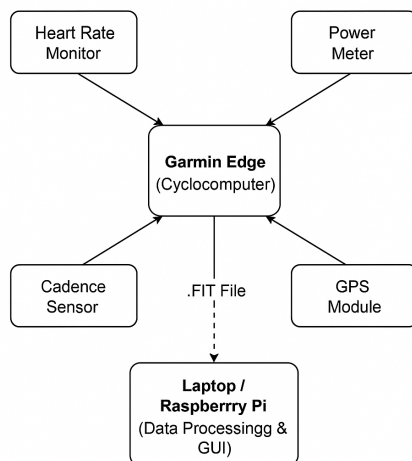 Heart Rate
Monitor
Power
Meter
Garmin Edge
(Cyclocomputer)
Cadence
Sensor
.FIT File
GPS
Module
Laptop /
Raspberrry Pi
(Data Processingg &
GUI)